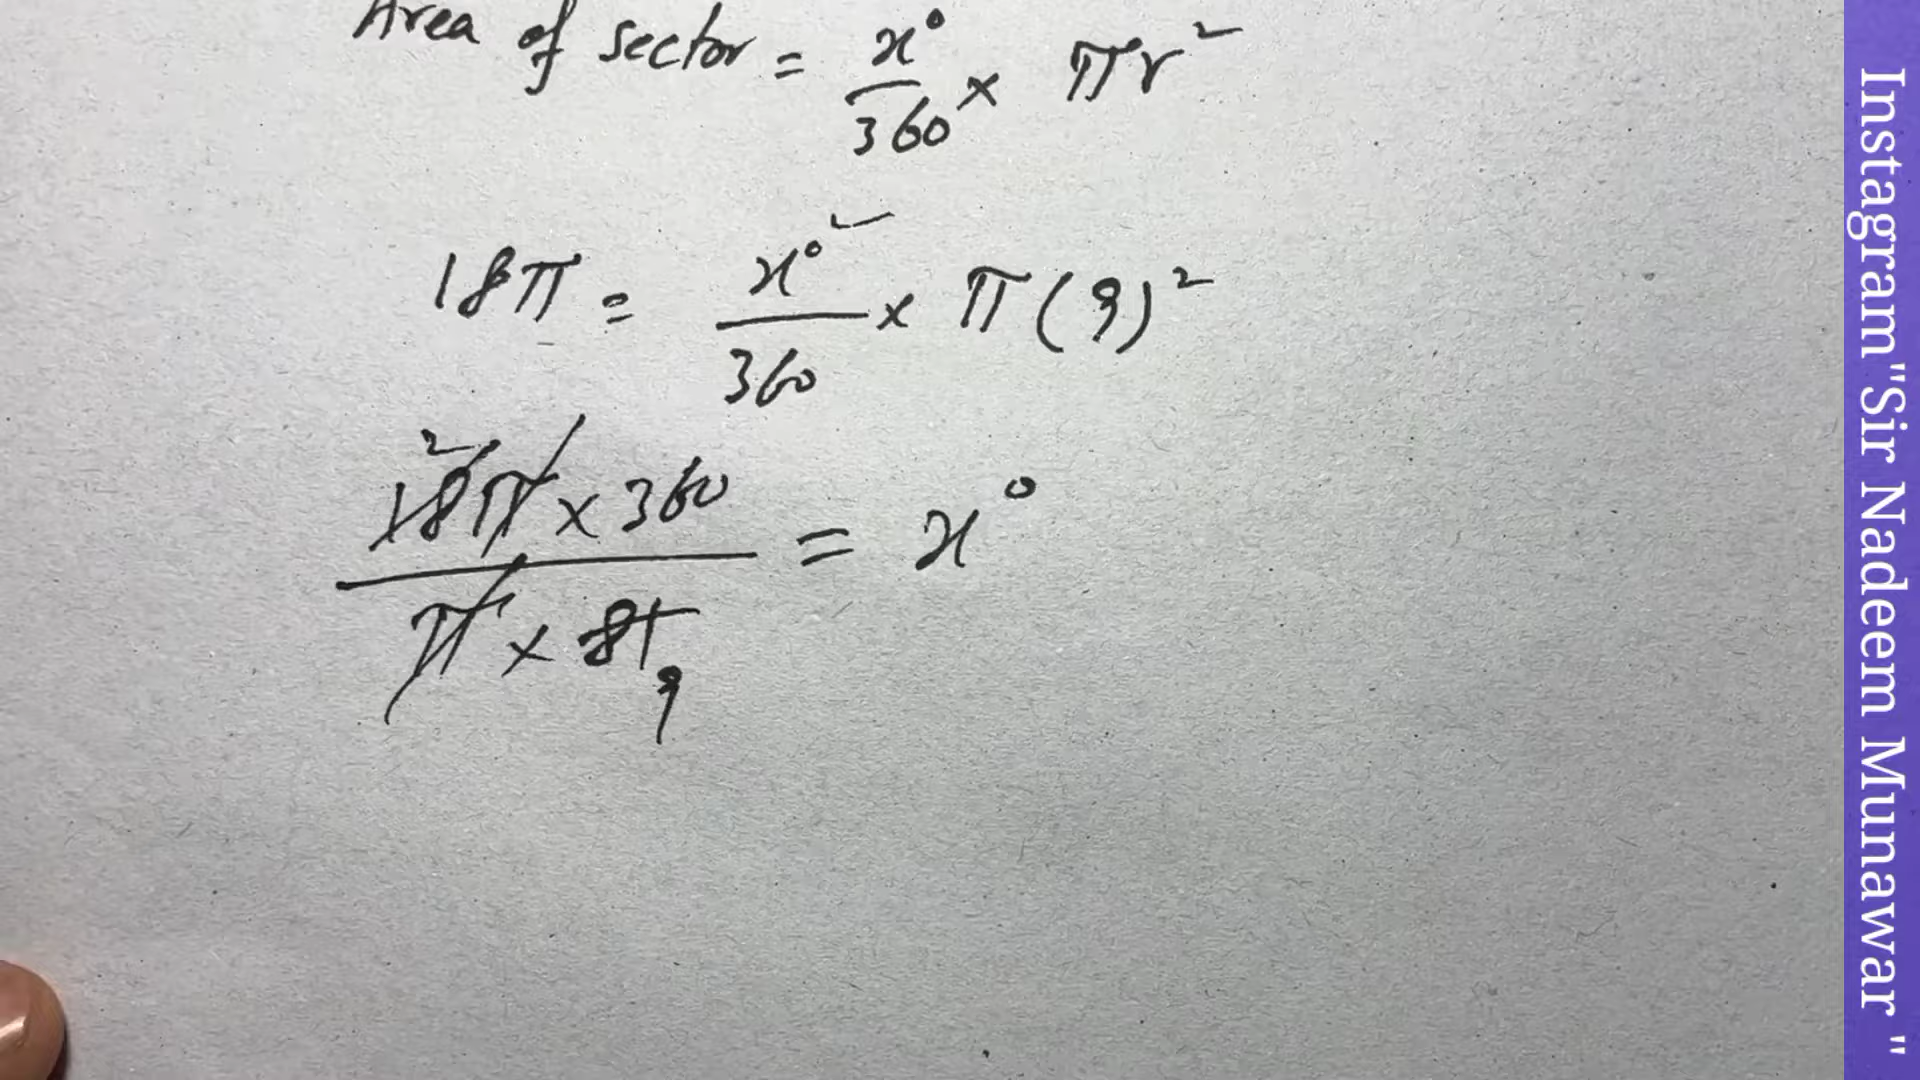 Area of sector = x°/360 × πr²
18π = x°/360 × π(9)²
18π × 360 / π × 81 = x°
2
9
Instagram"Sir Nadeem Munawar"